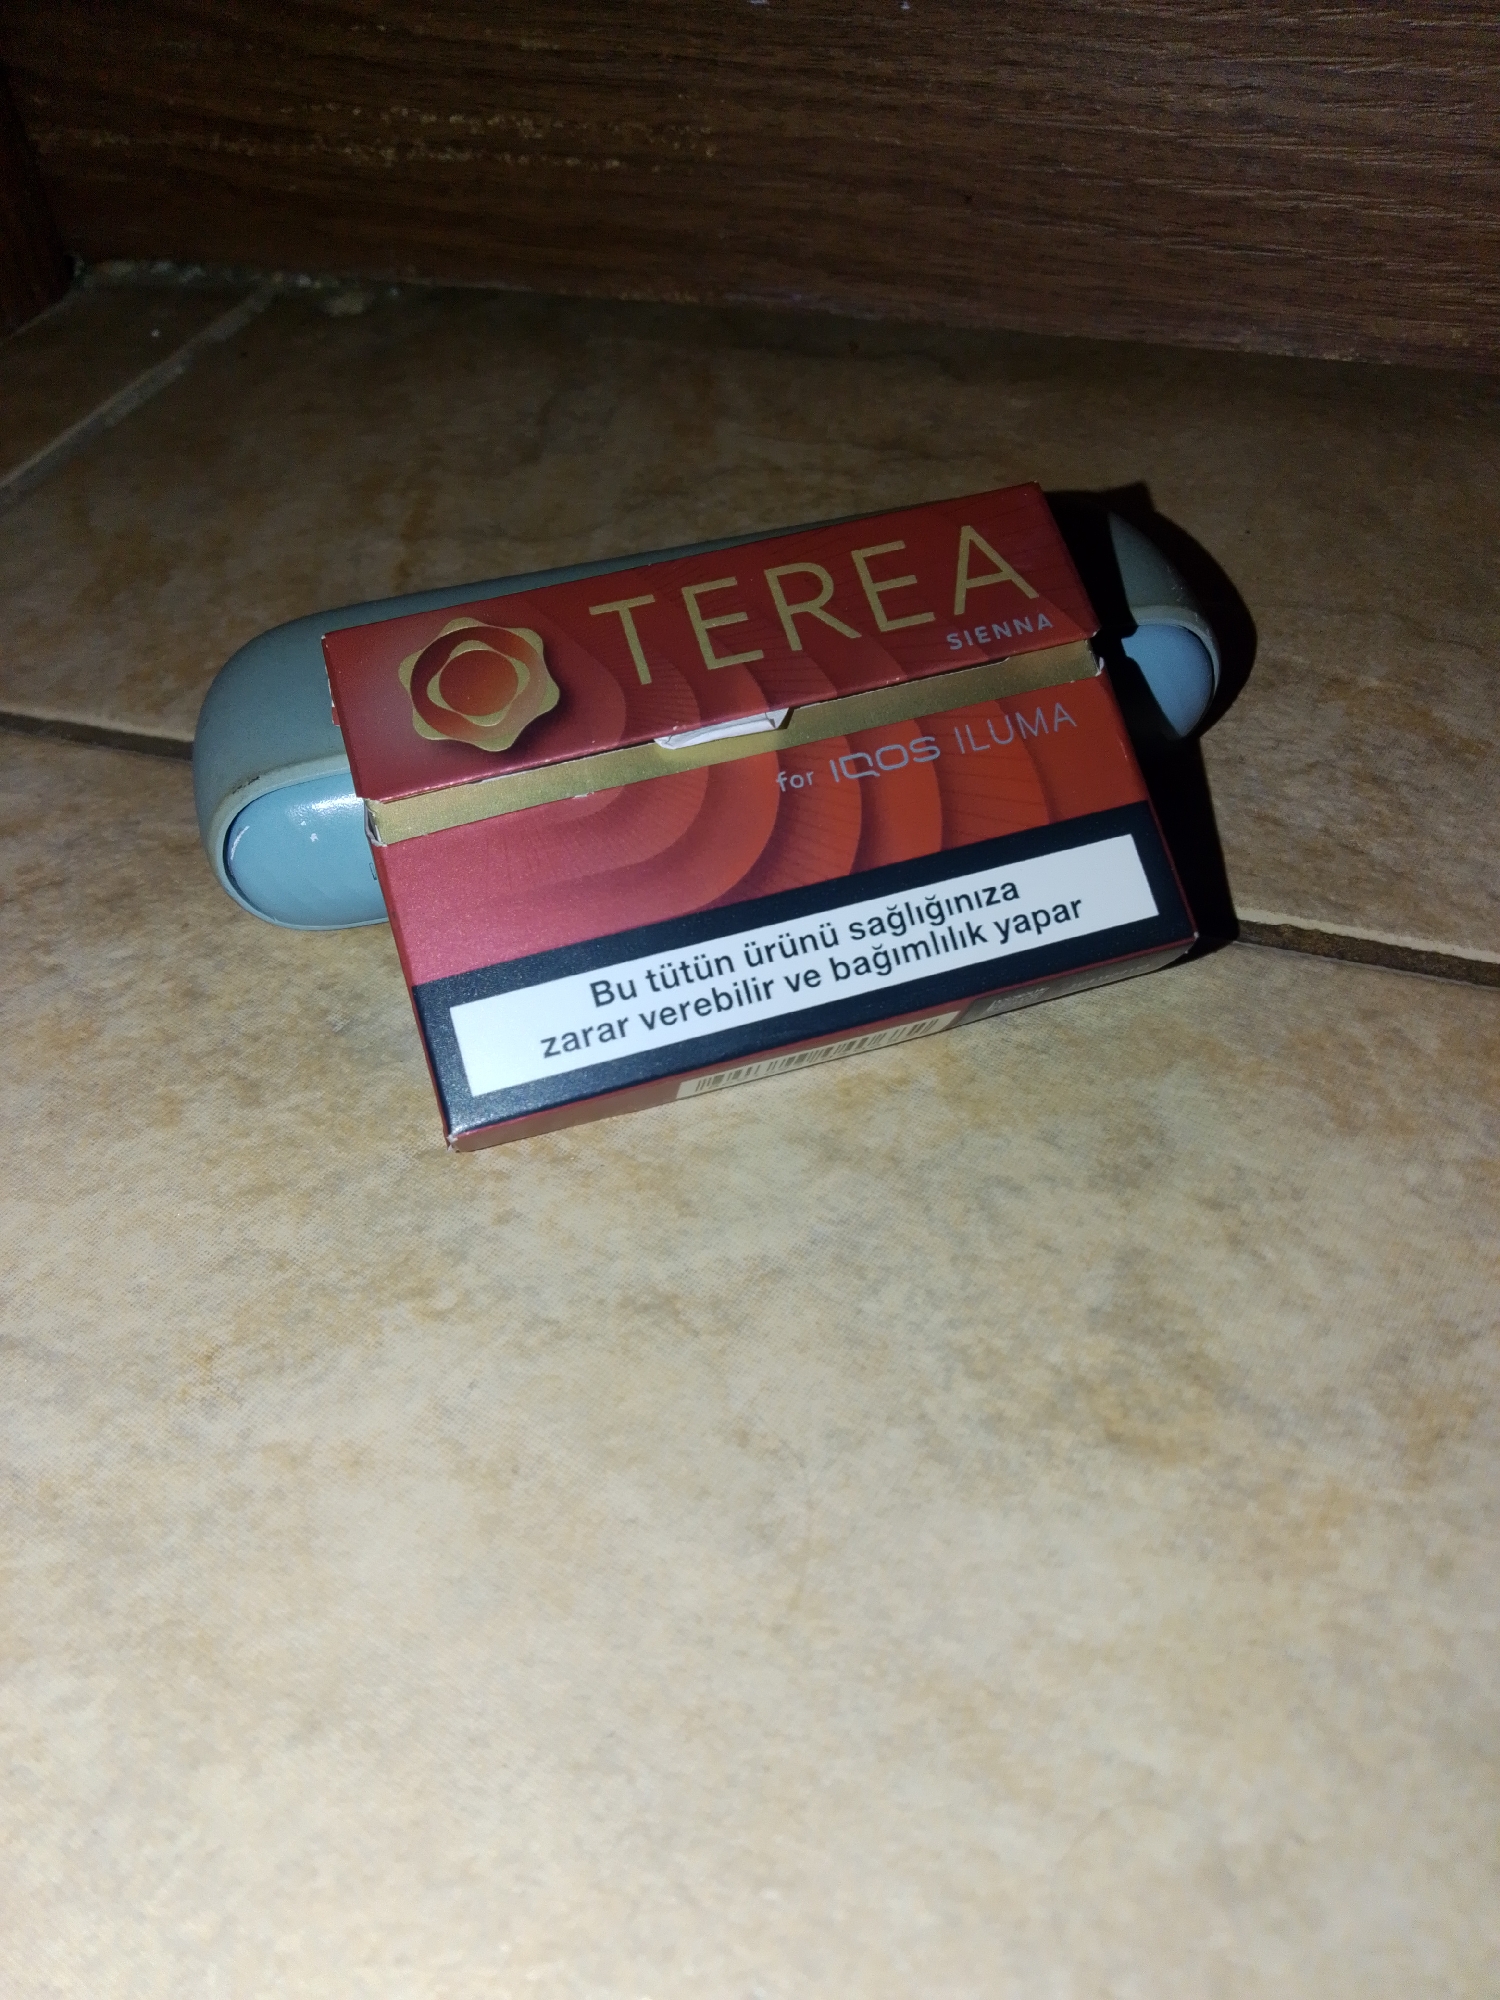 TEREA
SIENNA
for IQOS ILUMA
Bu tütün ürünü sağlığınıza
zarar verebilir ve bağımlılık yapar